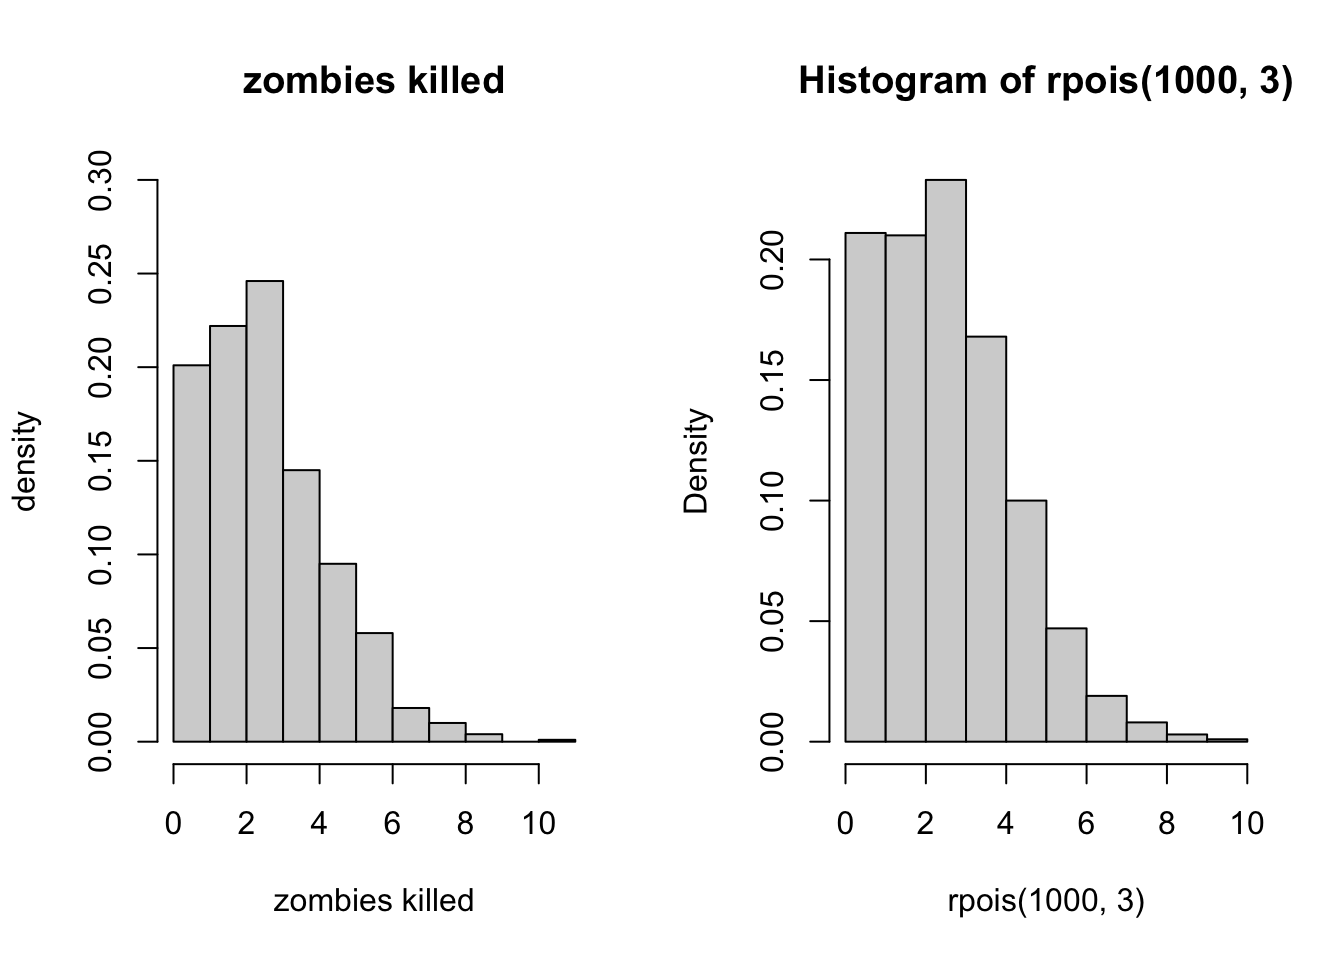 zombies killed
density
0.00 0.05 0.10 0.15 0.20 0.25 0.30
0 2 4 6 8 10
zombies killed
Histogram of rpois(1000, 3)
Density
0.00 0.05 0.10 0.15 0.20
0 2 4 6 8 10
rpois(1000, 3)